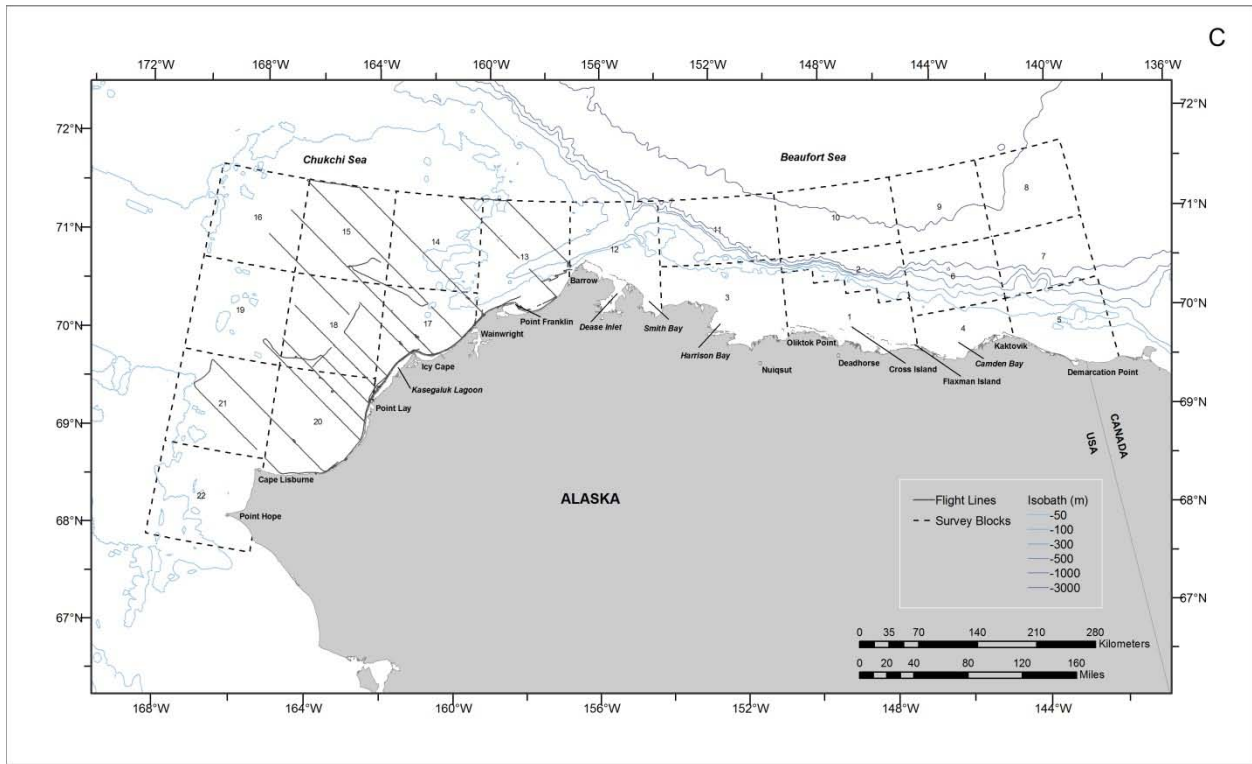 C
172°W 168°W 164°W 160°W 156°W 152°W 148°W 144°W 140°W 136°W
72°N 72°N
Chukchi Sea Beaufort Sea
8
9
16 15 10
71°N 71°N
14 11
13 12 7
2 6
Barrow
19 18 17 3 1 4 5
70°N 70°N
Point Franklin
Wainwright Dease Inlet Smith Bay
Harrison Bay Oliktok Point Kaktovik
Icy Cape Nuiqsut Deadhorse Cross Island Camden Bay Demarcation Point
Kasegaluk Lagoon Flaxman Island
21 20 Point Lay
69°N 69°N
USA CANADA
Cape Lisburne
22 ALASKA
68°N 68°N
Point Hope
Flight Lines
Survey Blocks
Isobath (m)
-50
-100
-300
-500
-1000
-3000
67°N 67°N
0 35 70 140 210 280
Kilometers
0 20 40 80 120 160
Miles
168°W 164°W 160°W 156°W 152°W 148°W 144°W